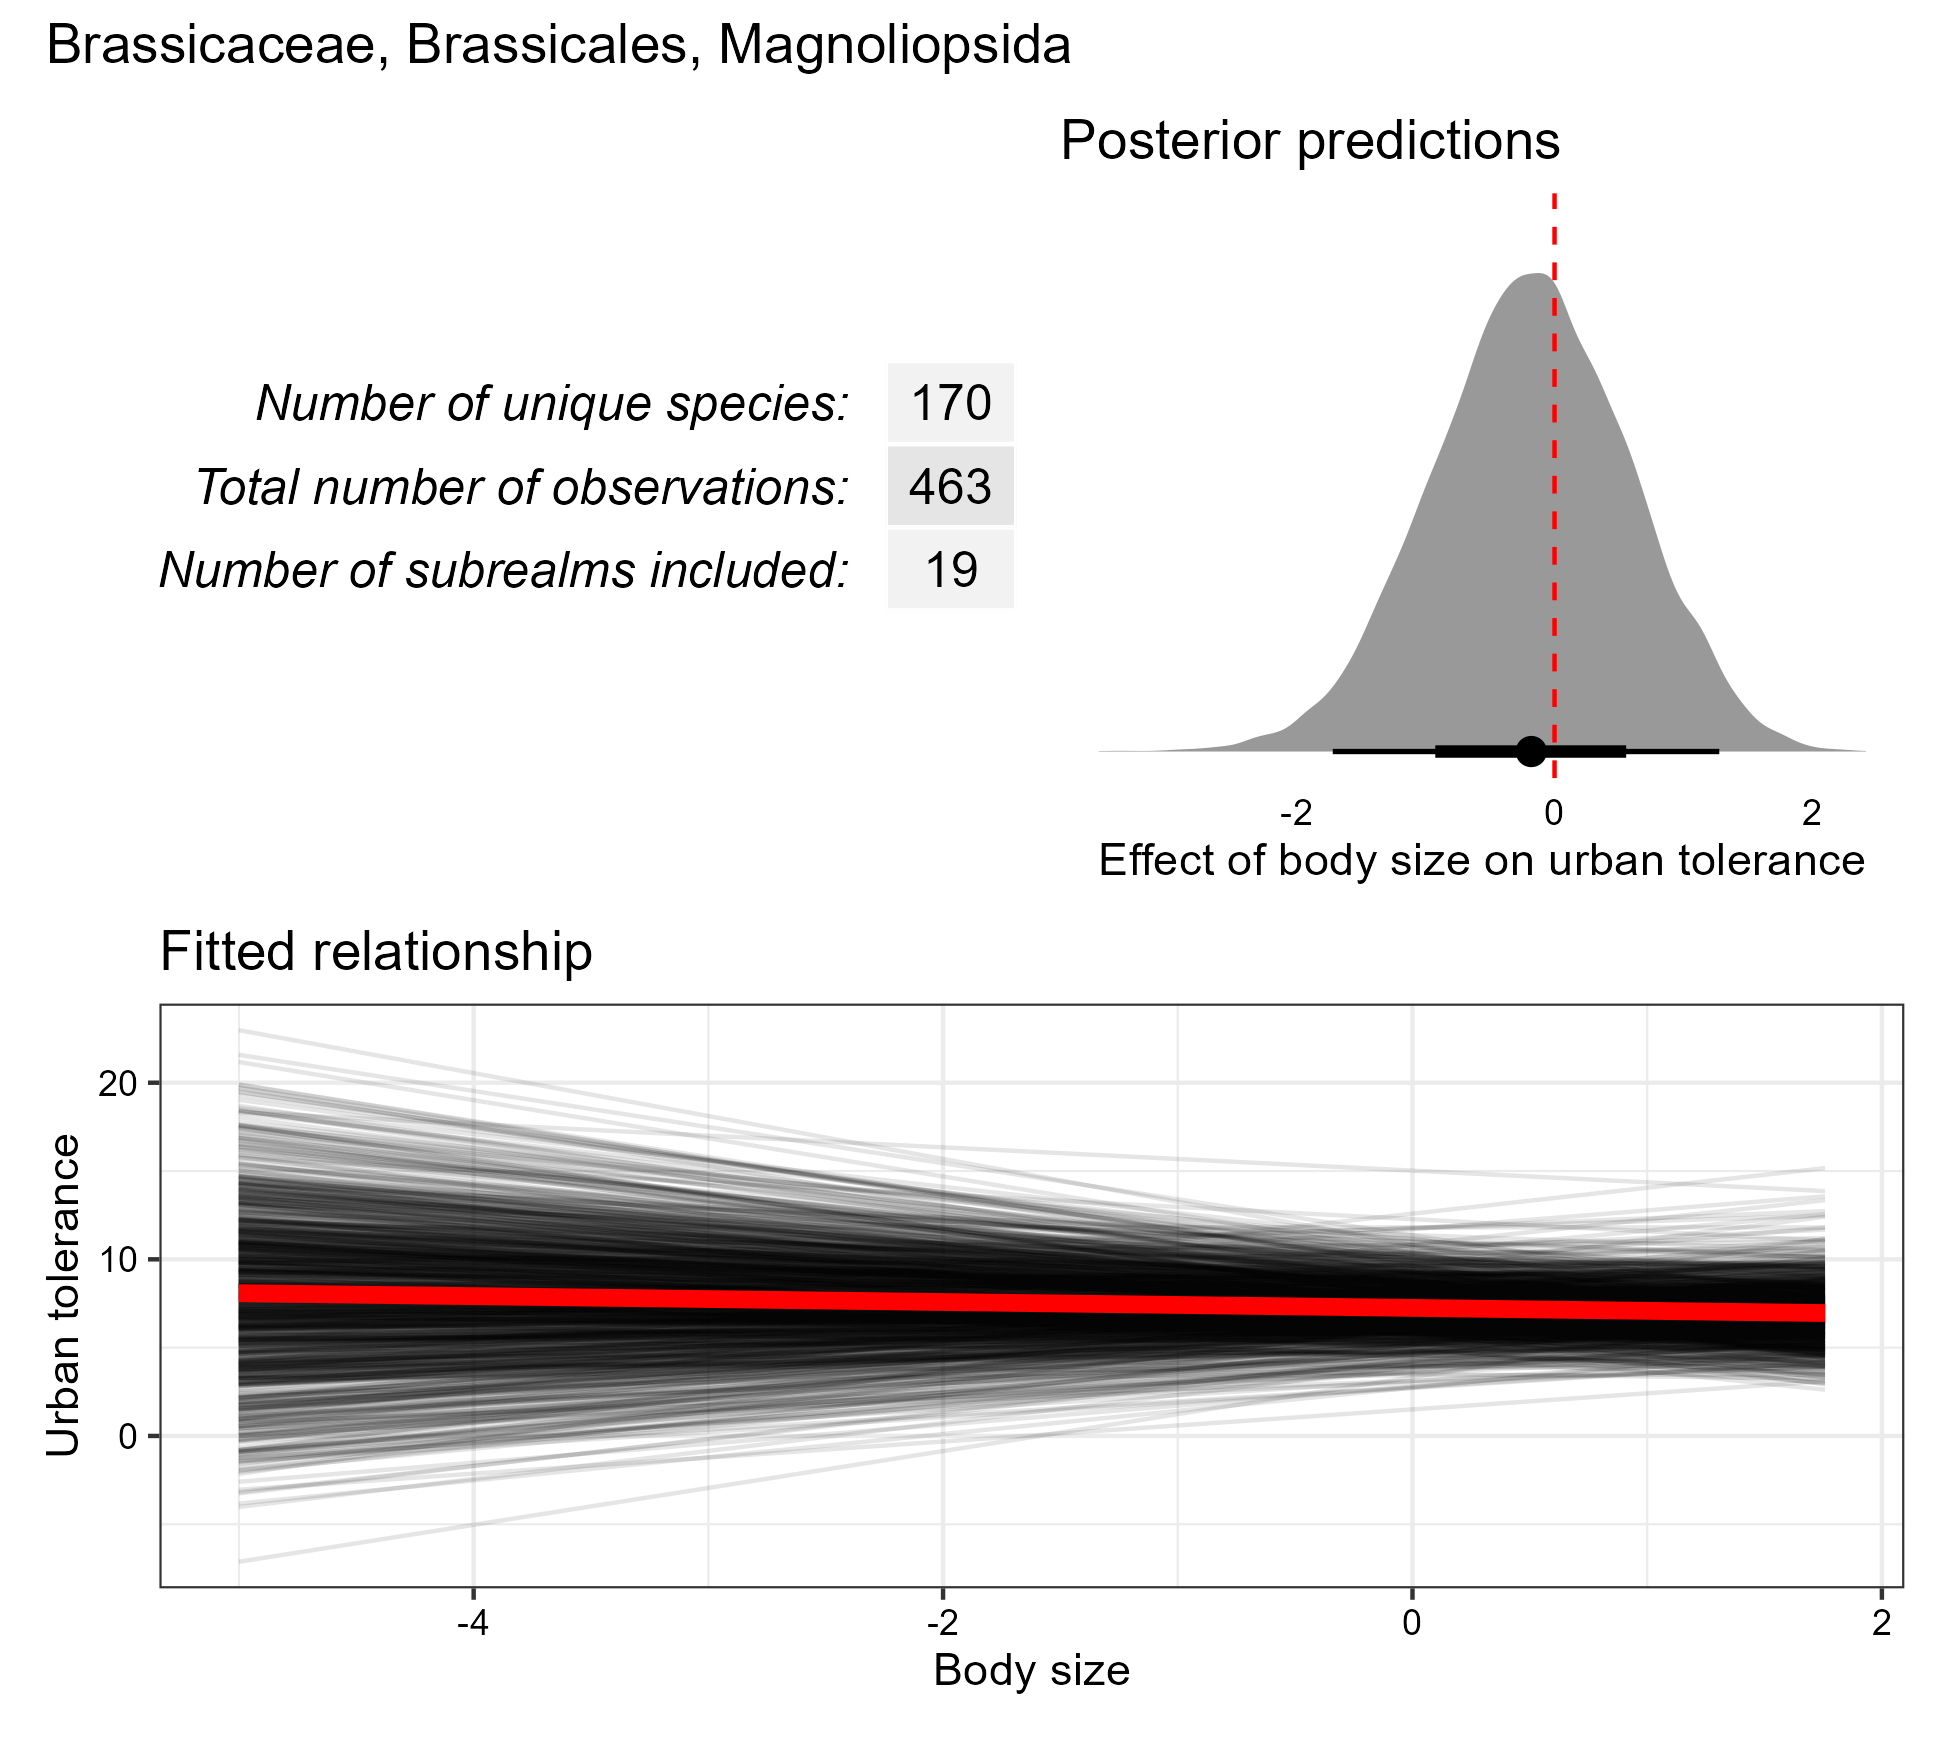 Brassicaceae, Brassicales, Magnoliopsida
Posterior predictions
Number of unique species: 170
Total number of observations: 463
Number of subrealms included: 19
-2 0 2
Effect of body size on urban tolerance
Fitted relationship
20
10
0
Urban tolerance
-4 -2 0 2
Body size